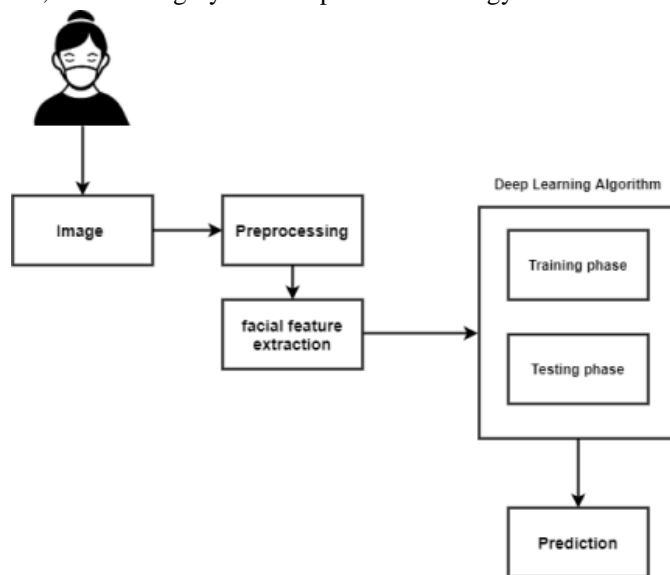 Image
Preprocessing
facial feature
extraction
Deep Learning Algorithm
Training phase
Testing phase
Prediction